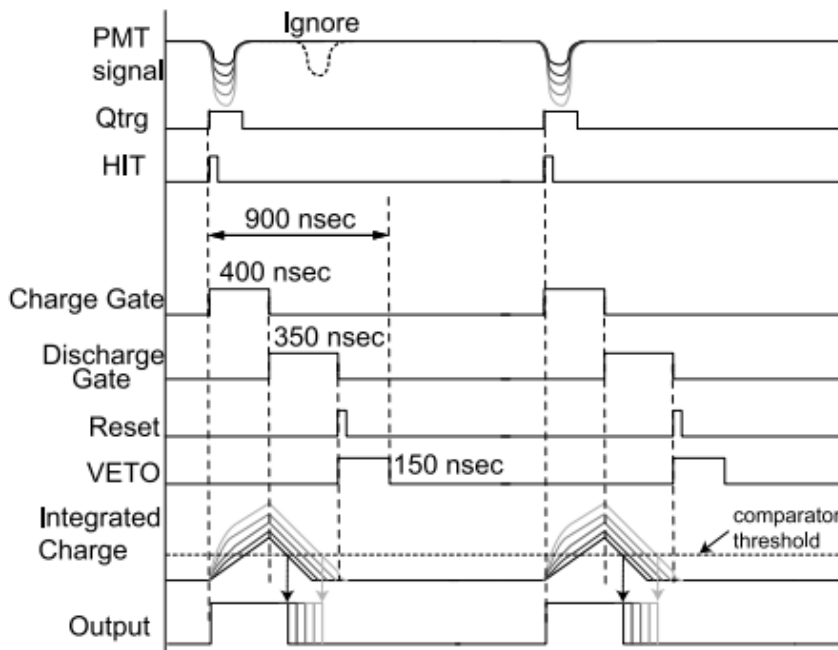 Ignore
PMT
signal
Qtrg
HIT
900 nsec
400 nsec
Charge Gate
350 nsec
Discharge
Gate
Reset
VETO
150 nsec
Integrated
Charge
comparator
threshold
Output